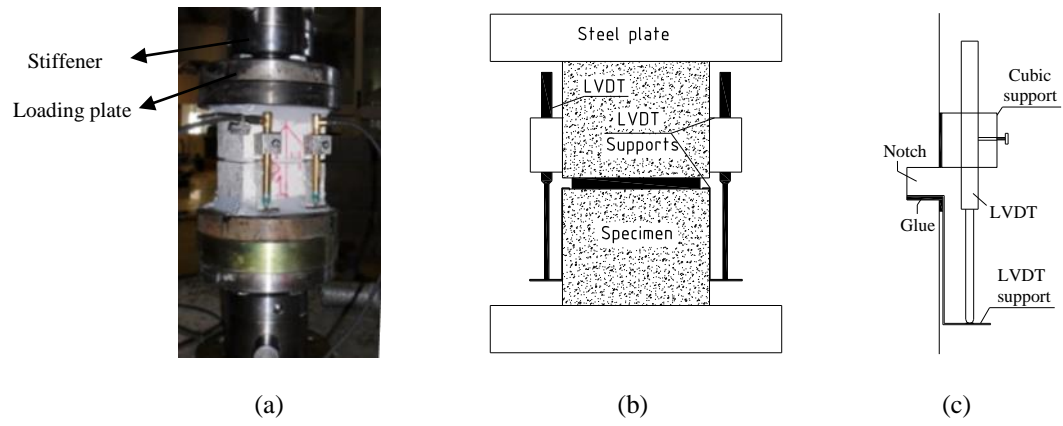 Stiffener
Loading plate
Steel plate
LVDT
LVDT
Supports
Specimen
Cubic
support
Notch
LVDT
Glue
LVDT
support
(a)
(b)
(c)